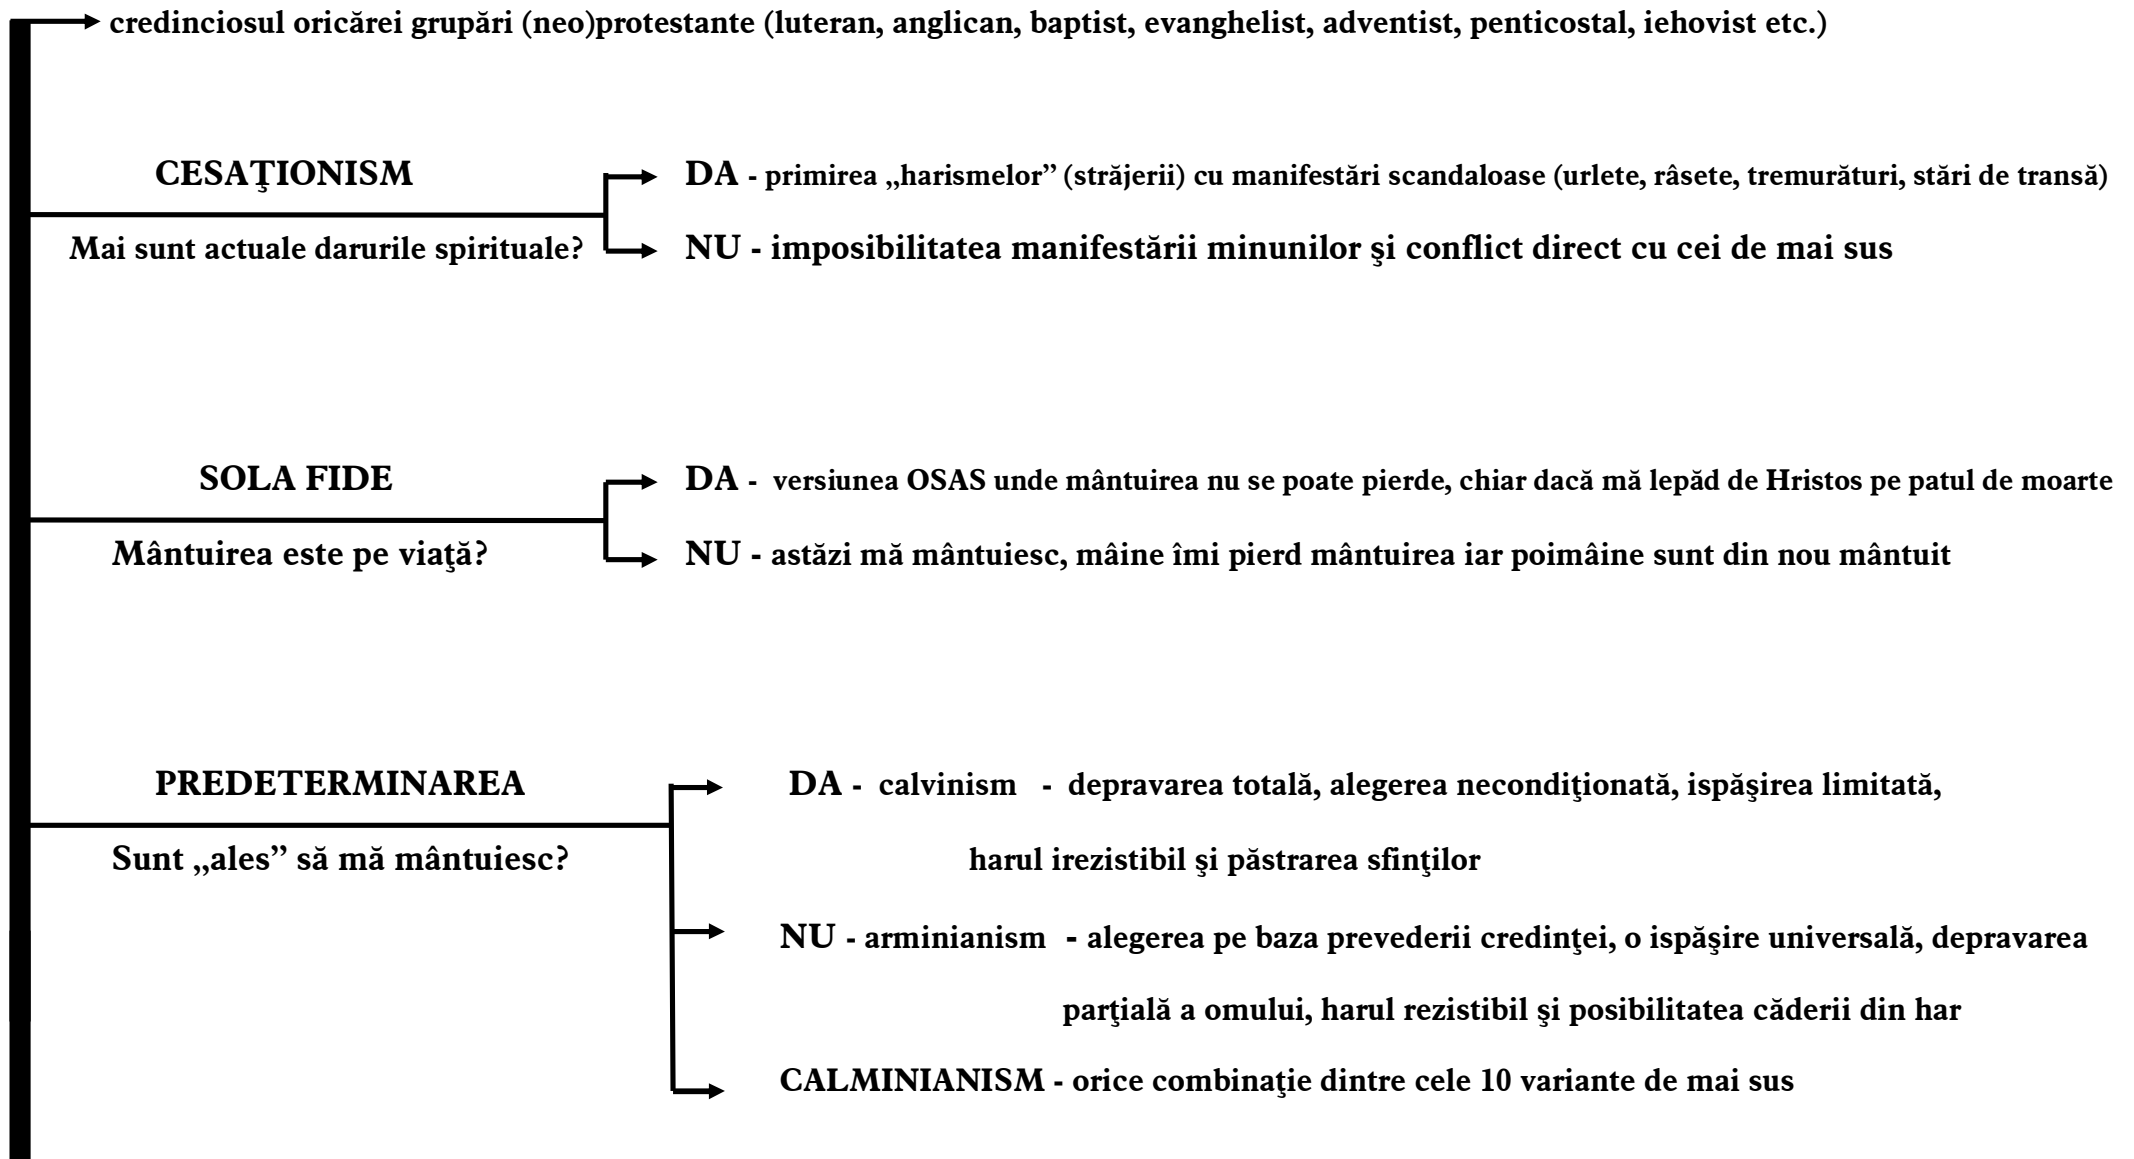 credinciosul oricărei grupări (neo)protestante (luteran, anglican, baptist, evanghelist, adventist, penticostal, iehovist etc.)
CESAŢIONISM
DA - primirea „harismelor” (străjerii) cu manifestări scandaloase (urlete, râsete, tremurături, stări de transă)
Mai sunt actuale darurile spirituale?
NU - imposibilitatea manifestării minunilor şi conflict direct cu cei de mai sus
SOLA FIDE
DA - versiunea OSAS unde mântuirea nu se poate pierde, chiar dacă mă lepăd de Hristos pe patul de moarte
Mântuirea este pe viaţă?
NU - astăzi mă mântuiesc, mâine îmi pierd mântuirea iar poimâine sunt din nou mântuit
PREDETERMINAREA
DA - calvinism - depravarea totală, alegerea necondiţionată, ispăşirea limitată,
Sunt „ales” să mă mântuiesc?
harul irezistibil şi păstrarea sfinţilor
NU - arminianism - alegerea pe baza prevederii credinţei, o ispăşire universală, depravarea
parţială a omului, harul rezistibil şi posibilitatea căderii din har
CALMINIANISM - orice combinaţie dintre cele 10 variante de mai sus